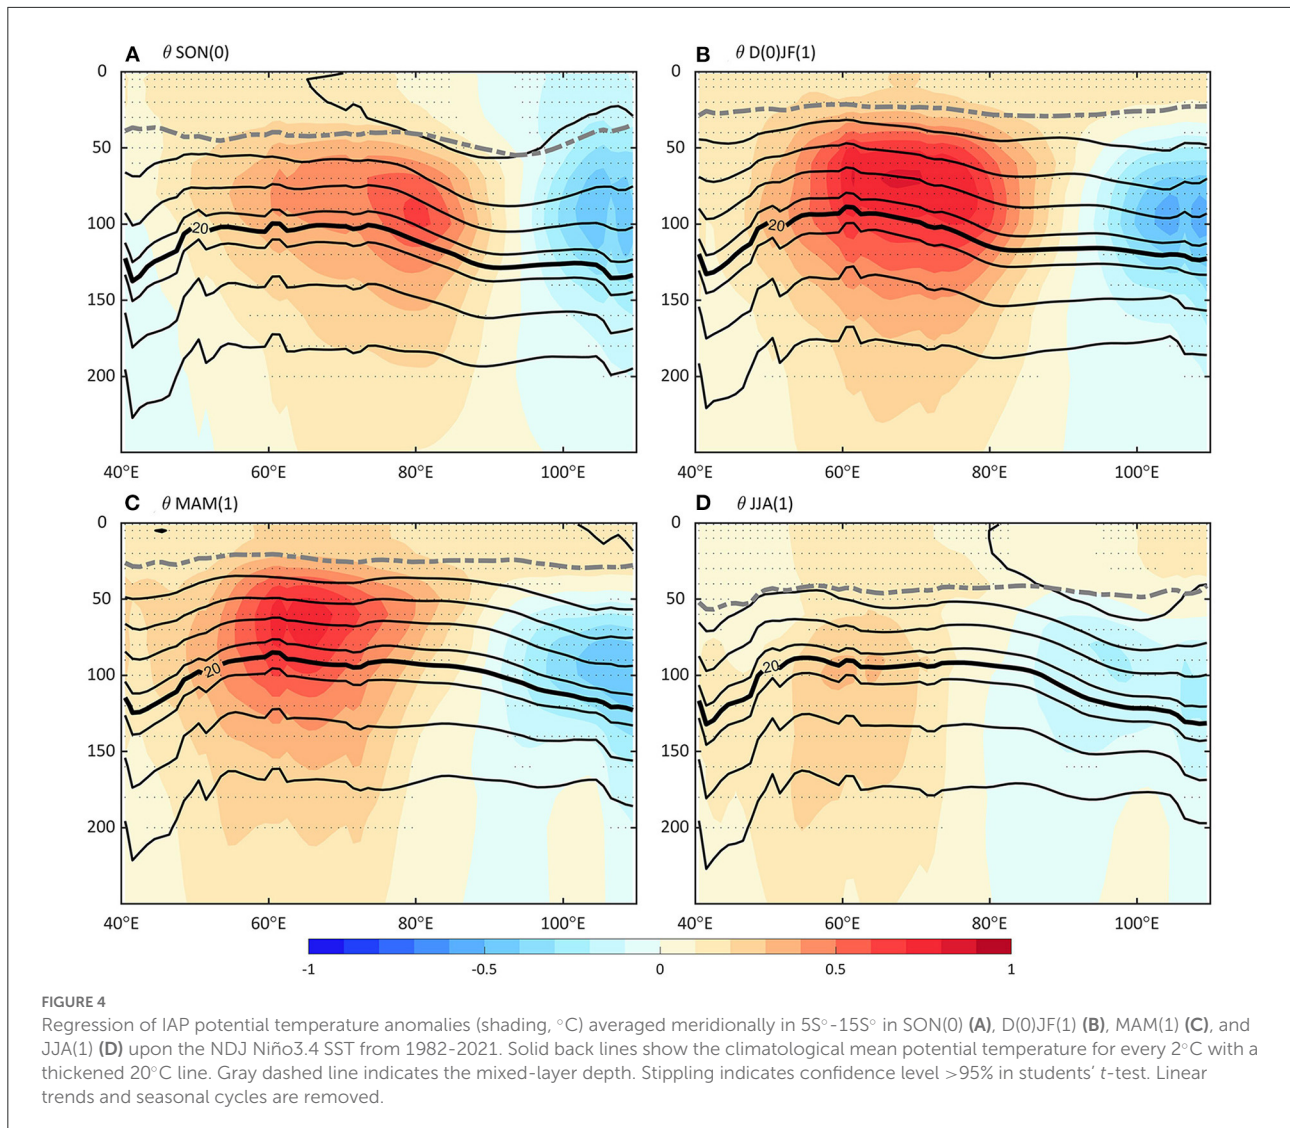 A θ SON(0)
B θ D(0)JF(1)
0
50
100
150
200
20
40°E 60°E 80°E 100°E
0
50
100
150
200
20
40°E 60°E 80°E 100°E
C θ MAM(1)
D θ JJA(1)
0
50
100
150
200
20
40°E 60°E 80°E 100°E
0
50
100
150
200
20
40°E 60°E 80°E 100°E
-1 -0.5 0 0.5 1
FIGURE 4
Regression of IAP potential temperature anomalies (shading, °C) averaged meridionally in 5S°-15S° in SON(0) (A), D(0)JF(1) (B), MAM(1) (C), and
JJA(1) (D) upon the NDJ Niño3.4 SST from 1982-2021. Solid back lines show the climatological mean potential temperature for every 2°C with a
thickened 20°C line. Gray dashed line indicates the mixed-layer depth. Stippling indicates confidence level >95% in students’ t-test. Linear
trends and seasonal cycles are removed.